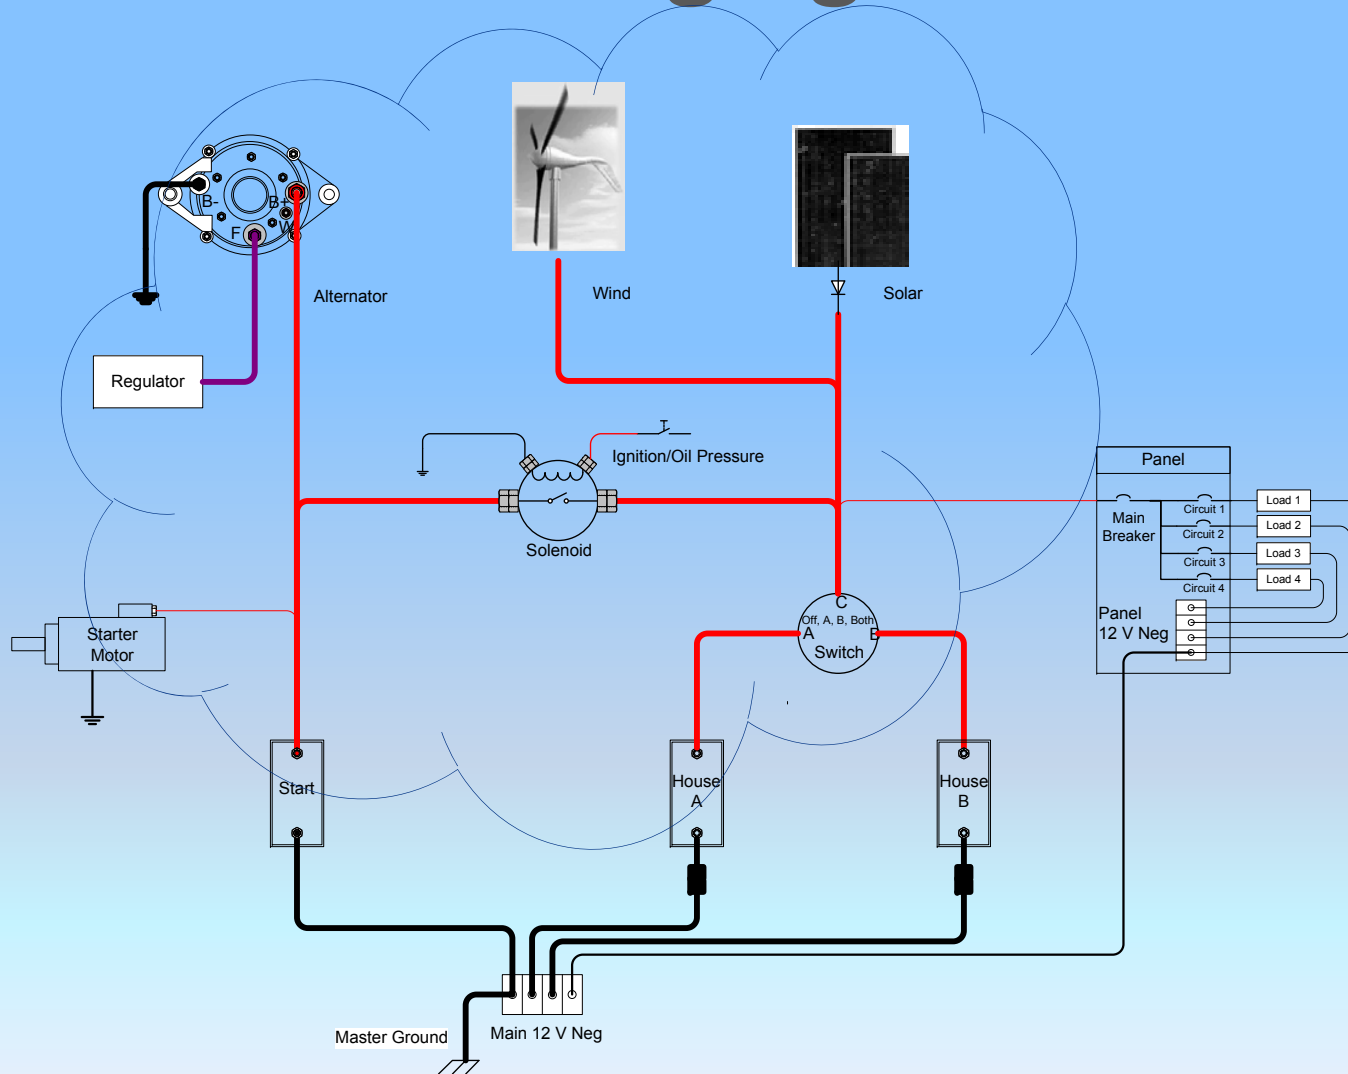 B-
B+
W
F
Alternator
Wind
Solar
Regulator
Ignition/Oil Pressure
Solenoid
Panel
Main
Breaker
Circuit 1
Circuit 2
Circuit 3
Circuit 4
Load 1
Load 2
Load 3
Load 4
Panel
12 V Neg
C
Off, A, B, Both
A
B
Switch
Starter
Motor
Start
House
A
House
B
Master Ground
Main 12 V Neg